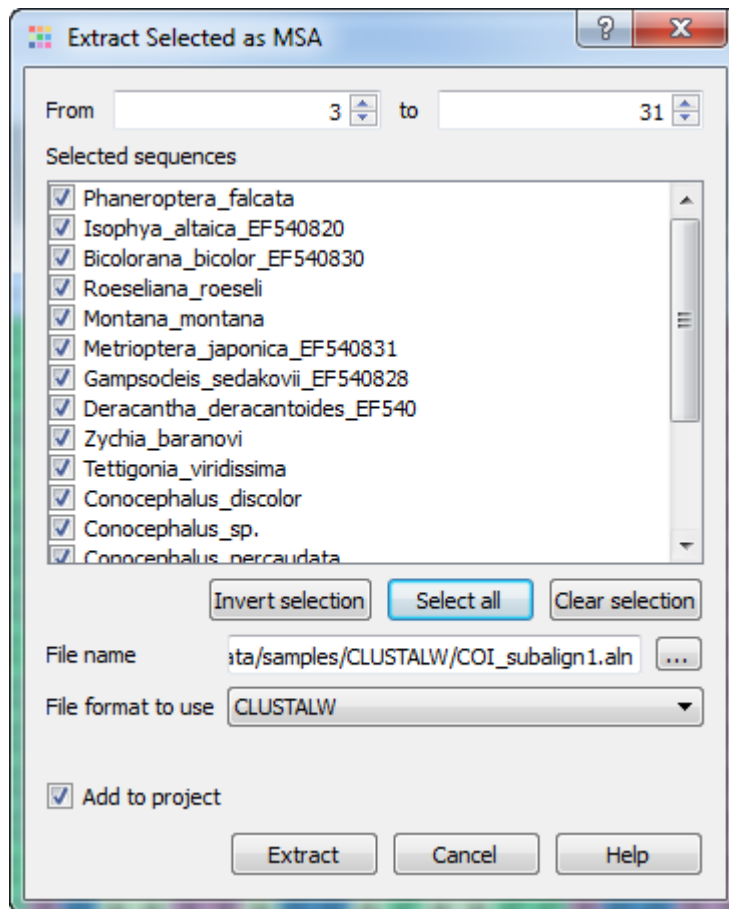 Extract Selected as MSA
From 3 to 31
Selected sequences
Phaneroptera_falcata
Isophya_altaica_EF540820
Bicolorana_bicolor_EF540830
Roeseliana_roeseli
Montana_montana
Metrioptera_japonica_EF540831
Gampsocleis_sedakovii_EF540828
Deracantha_deracantoides_EF540
Zychia_baranovi
Tettigonia_viridissima
Conocephalus_discolor
Conocephalus_sp.
Conocephalus_percaudata
Invert selection Select all Clear selection
File name ata/samples/CLUSTALW/COI_subalign1.aln ...
File format to use CLUSTALW
Add to project
Extract Cancel Help